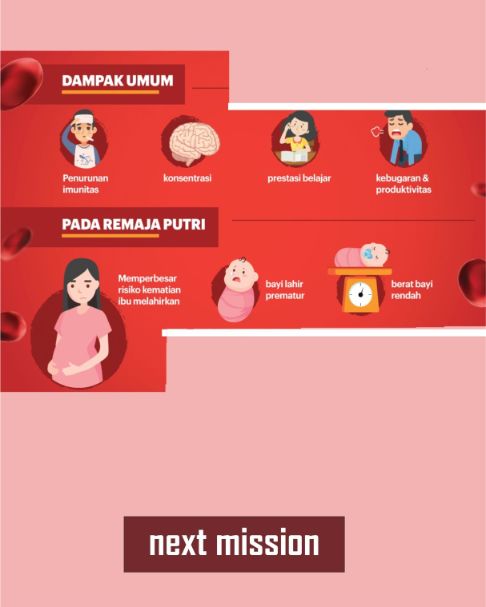 DAMPAK UMUM
Penurunan
imunitas
konsentrasi
prestasi belajar
kebugaran &
produktivitas
PADA REMAJA PUTRI
Memperbesar
risiko kematian
ibu melahirkan
bayi lahir
prematur
berat bayi
rendah
next mission